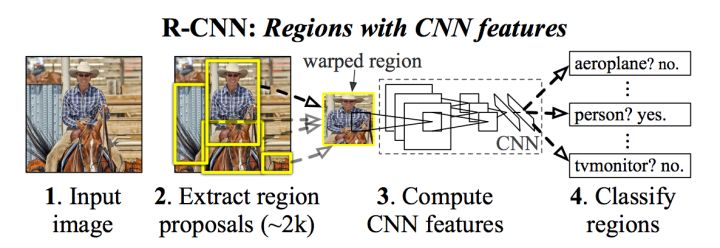 R-CNN: Regions with CNN features
warped region
aeroplane? no.
⋮
person? yes.
⋮
tvmonitor? no.
CNN
1. Input
image
2. Extract region
proposals (~2k)
3. Compute
CNN features
4. Classify
regions